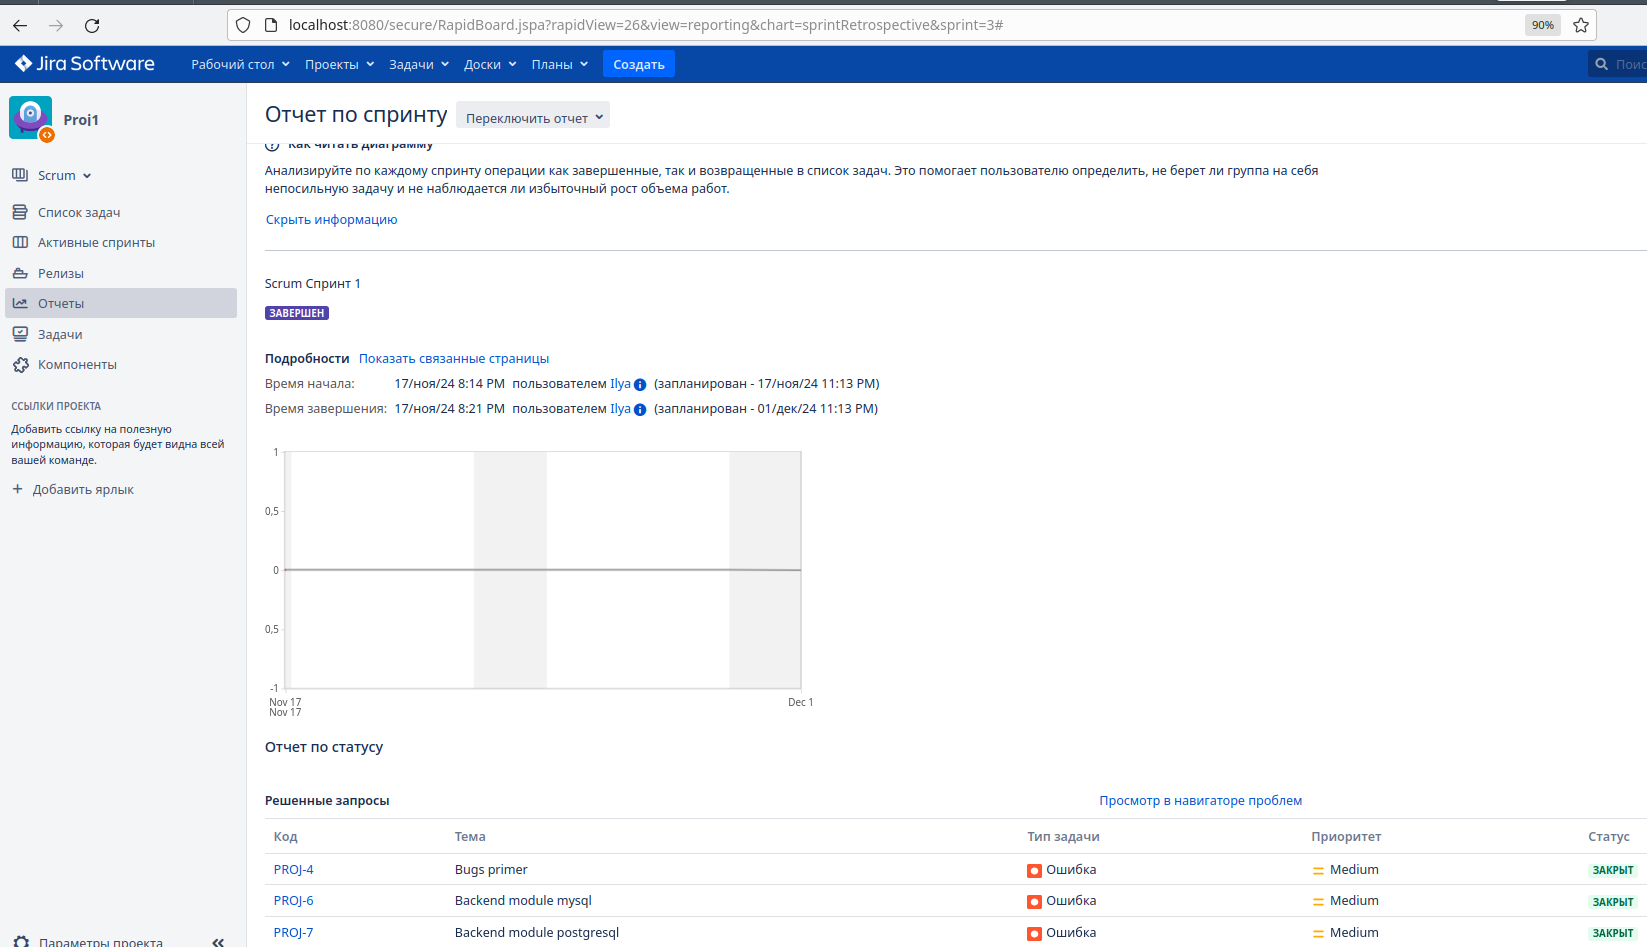 localhost:8080/secure/RapidBoard.jspa?rapidView=26&view=reporting&chart=sprintRetrospective&sprint=3#
90%
Jira Software
Рабочий стол
Проекты
Задачи
Доски
Планы
Создать
Поис
Proj1
Scrum
Список задач
Активные спринты
Релизы
Отчеты
Задачи
Компоненты
ССЫЛКИ ПРОЕКТА
Добавить ссылку на полезную
информацию, которая будет видна всей
вашей команде.
Добавить ярлык
Параметры проекта
Отчет по спринту
Переключить отчет
Как читать диаграмму
Анализируйте по каждому спринту операции как завершенные, так и возвращенные в список задач. Это помогает пользователю определить, не берет ли группа на себя
непосильную задачу и не наблюдается ли избыточный рост объема работ.
Скрыть информацию
Scrum Спринт 1
ЗАВЕРШЕН
Подробности Показать связанные страницы
Время начала: 17/ноя/24 8:14 PM пользователем Ilya (запланирован - 17/ноя/24 11:13 PM)
Время завершения: 17/ноя/24 8:21 PM пользователем Ilya (запланирован - 01/дек/24 11:13 PM)
1
0,5
0
0,5
-1
Nov 17 Dec 1
Nov 17
Отчет по статусу
Решенные запросы Просмотр в навигаторе проблем
Код Тема Тип задачи Приоритет Статус
PROJ-4 Bugs primer Ошибка Medium ЗАКРЫТ
PROJ-6 Backend module mysql Ошибка Medium ЗАКРЫТ
PROJ-7 Backend module postgresql Ошибка Medium ЗАКРЫТ